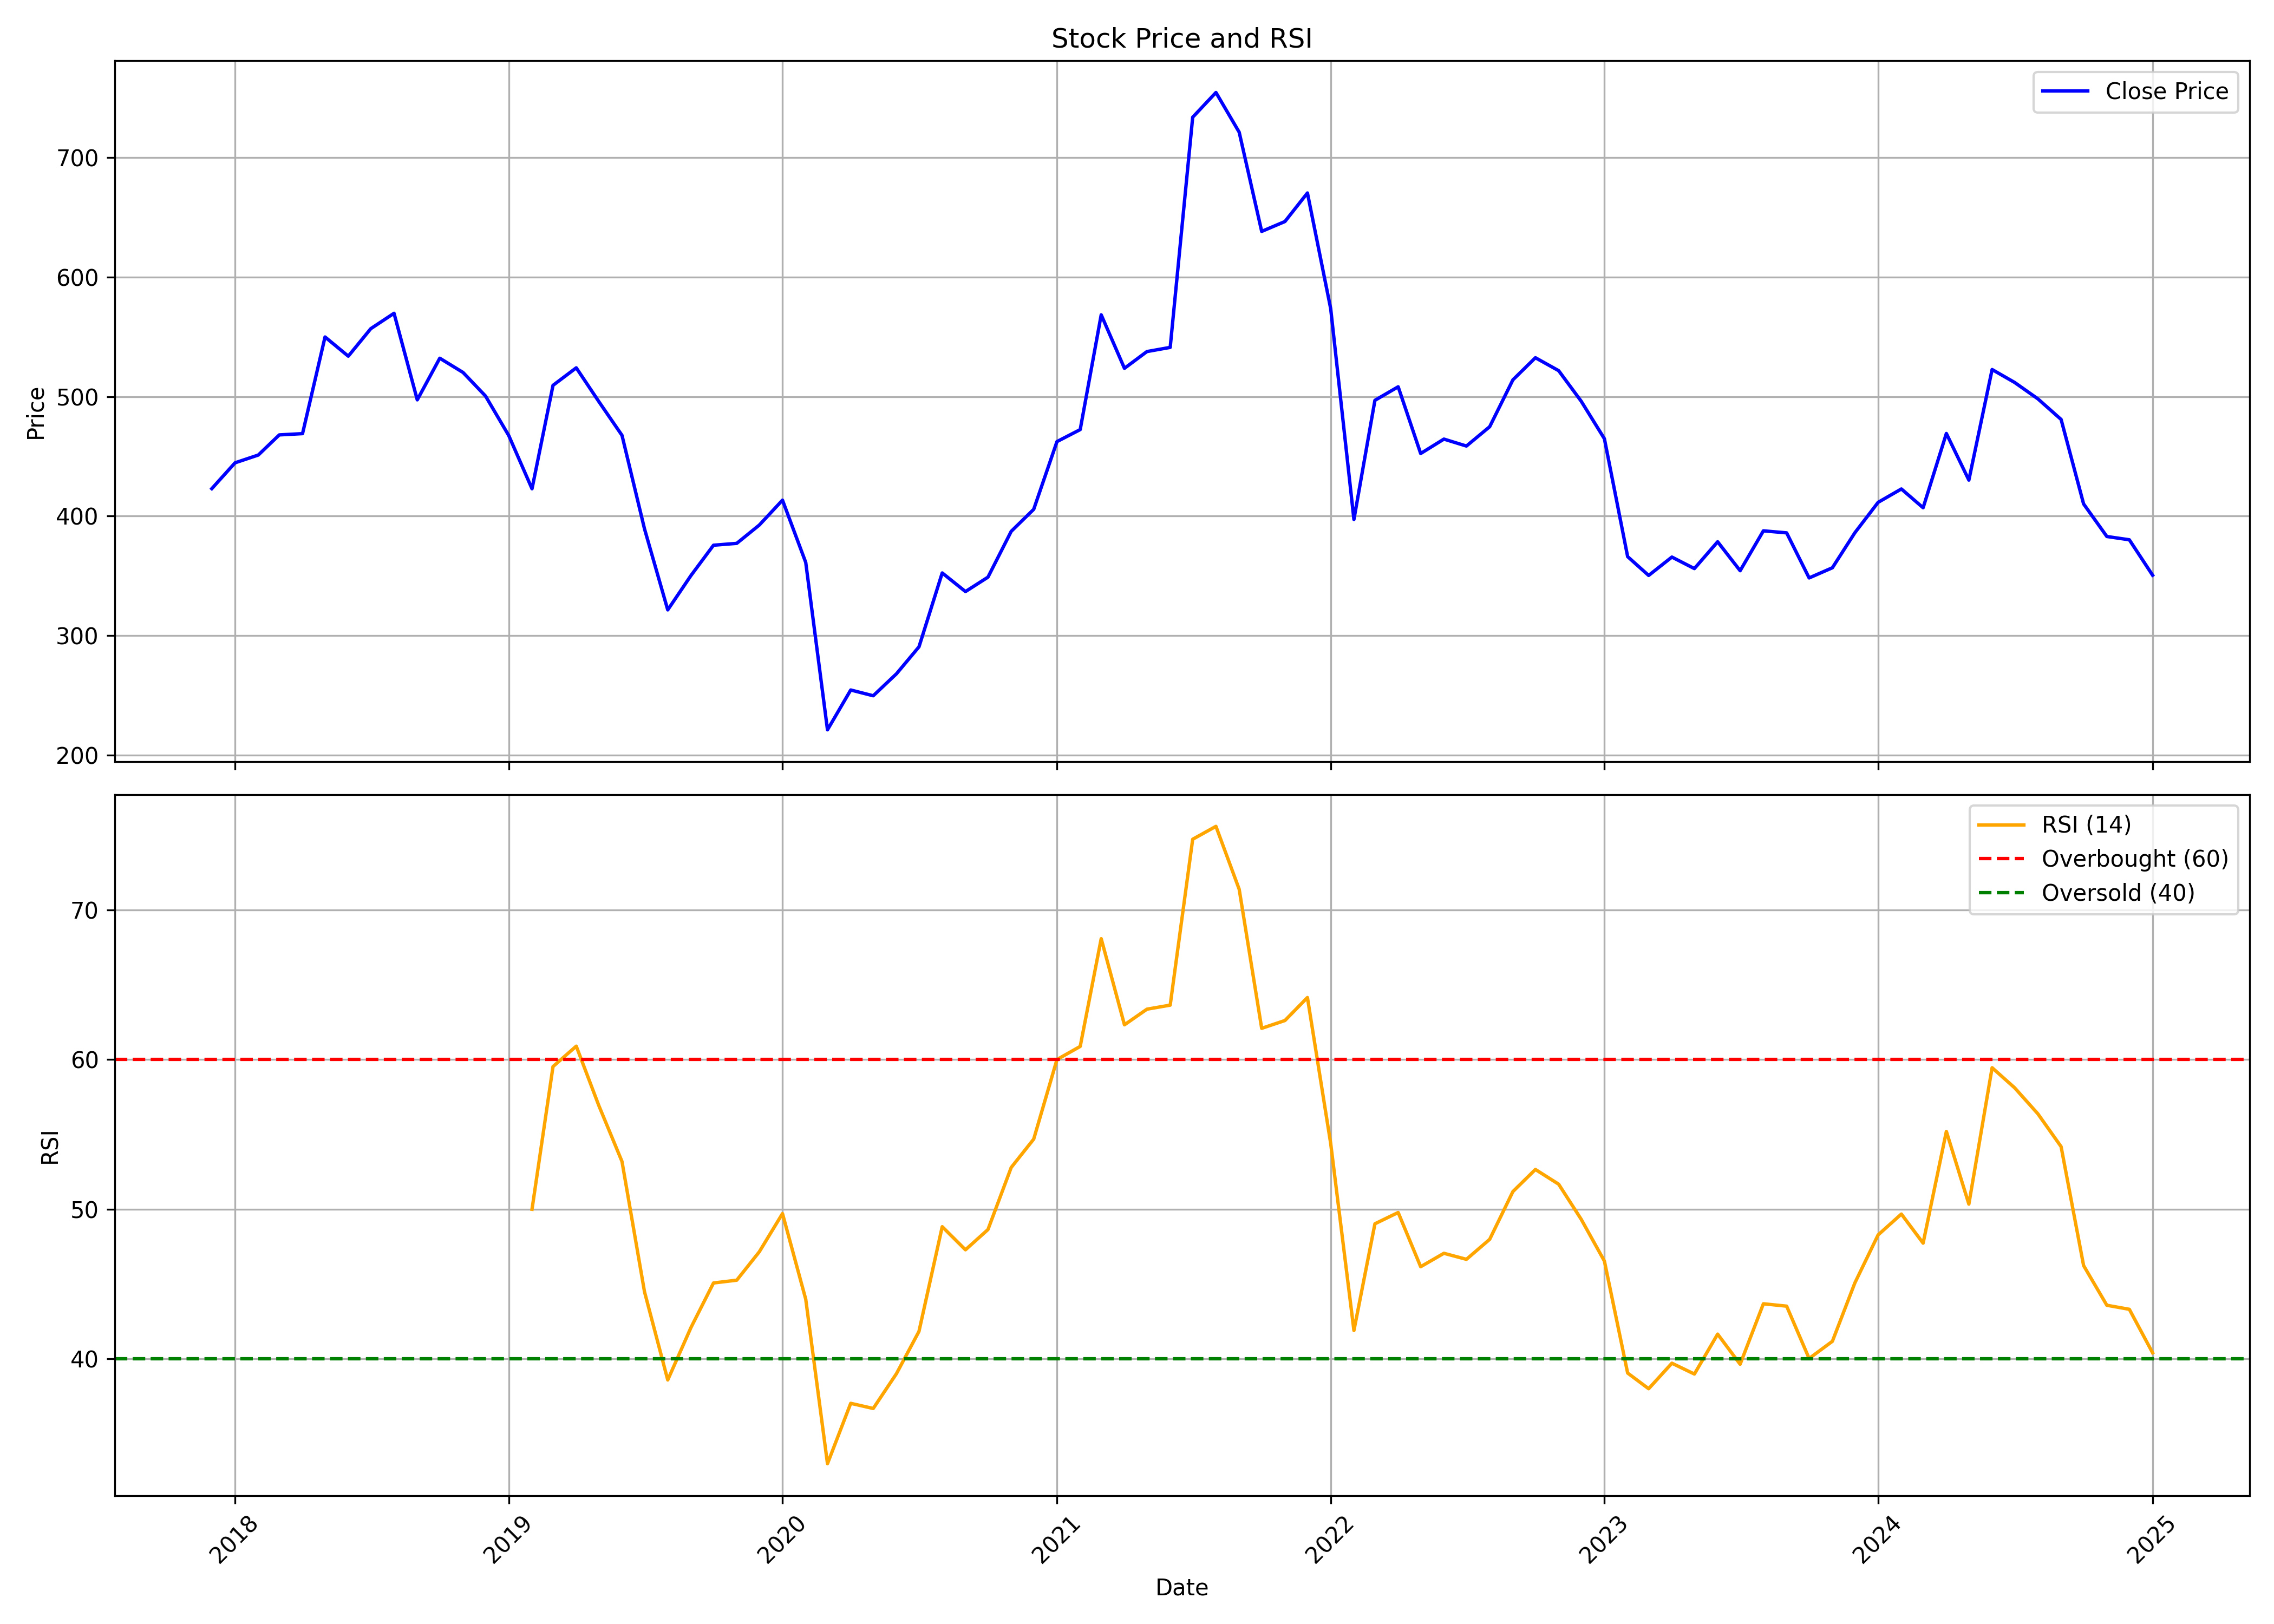 Stock Price and RSI
Close Price
Price
700
600
500
400
300
200
RSI (14)
Overbought (60)
Oversold (40)
RSI
70
60
50
40
2018
2019
2020
2021
2022
2023
2024
2025
Date